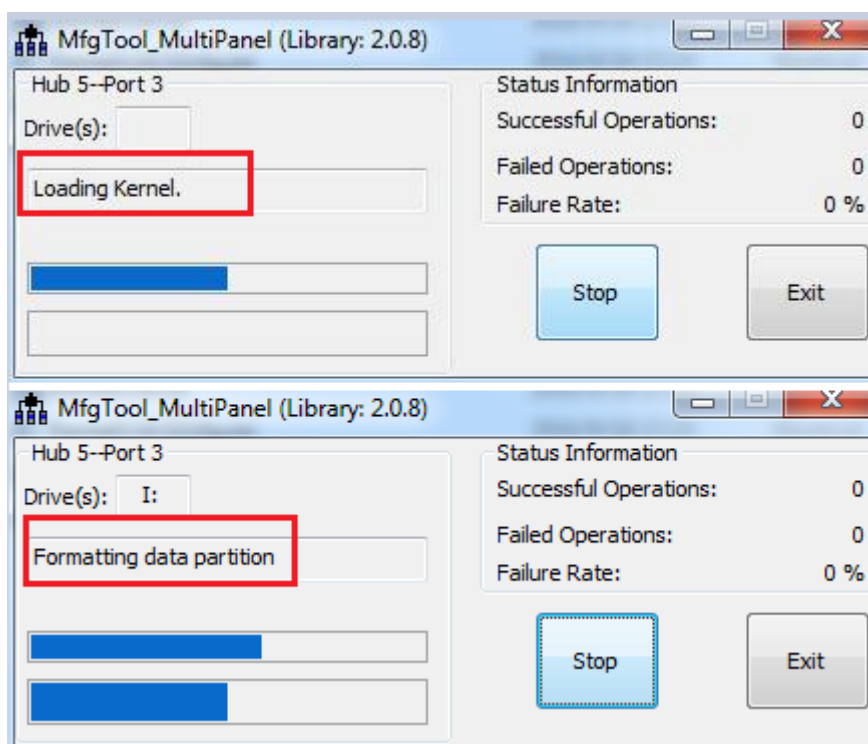 MfgTool_MultiPanel (Library: 2.0.8)
Hub 5--Port 3
Status Information
Drive(s):
Successful Operations: 0
Loading Kernel.
Failed Operations: 0
Failure Rate: 0 %
Stop
Exit
MfgTool_MultiPanel (Library: 2.0.8)
Hub 5--Port 3
Status Information
Drive(s): I:
Successful Operations: 0
Formatting data partition
Failed Operations: 0
Failure Rate: 0 %
Stop
Exit